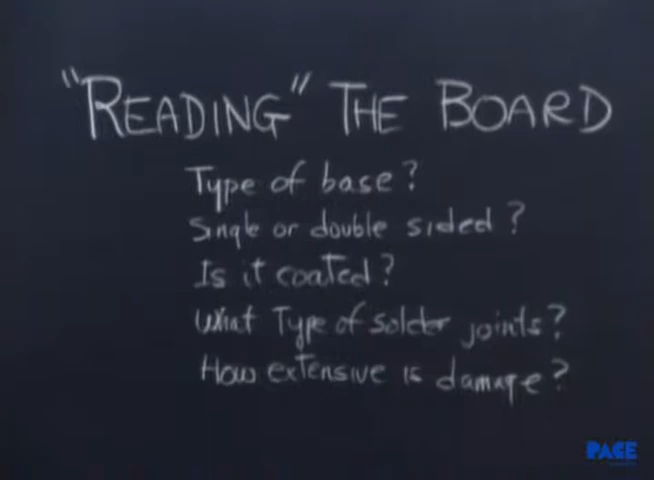 "READING" THE BOARD
Type of base?
Single or double sided?
Is it coated?
What Type of solder joints?
How extensive is damage?
PACE